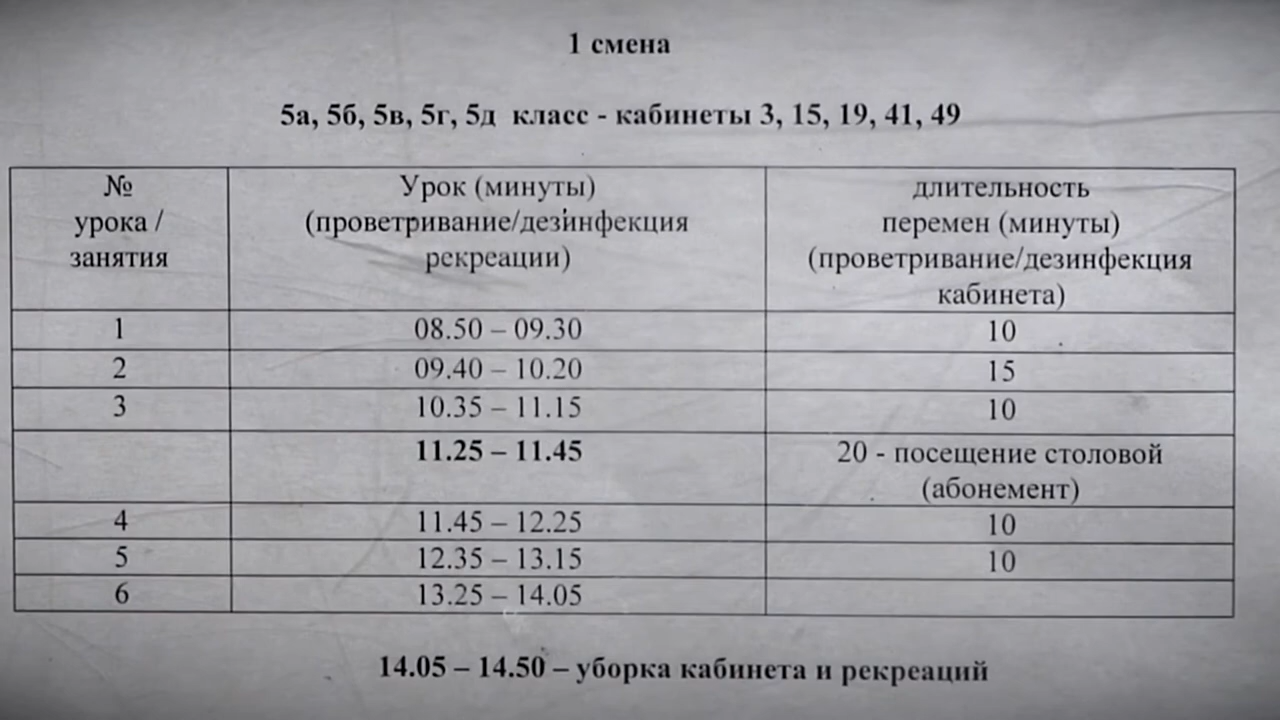 1 смена
5а, 5б, 5в, 5г, 5д класс - кабинеты 3, 15, 19, 41, 49
№ урока / занятия
Урок (минуты) (проветривание/дезинфекция рекреации)
длительность перемен (минуты) (проветривание/дезинфекция кабинета)
1 08.50 – 09.30 10
2 09.40 – 10.20 15
3 10.35 – 11.15 10
11.25 – 11.45 20 - посещение столовой (абонемент)
4 11.45 – 12.25 10
5 12.35 – 13.15 10
6 13.25 – 14.05
14.05 – 14.50 – уборка кабинета и рекреаций